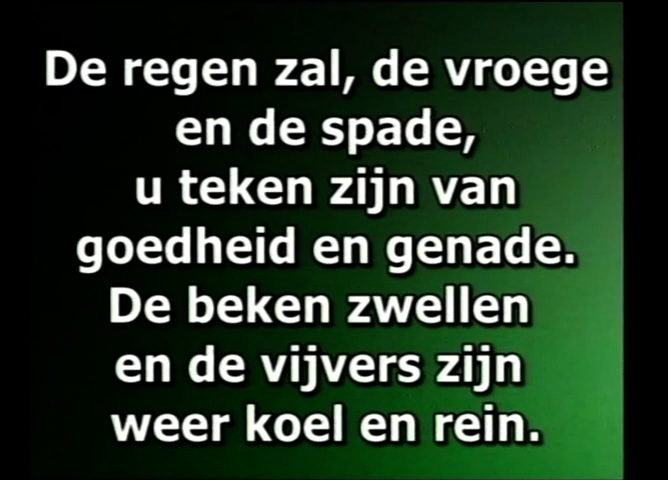 De regen zal, de vroege
en de spade,
u teken zijn van
goedheid en genade.
De beken zwellen
en de vijvers zijn
weer koel en rein.